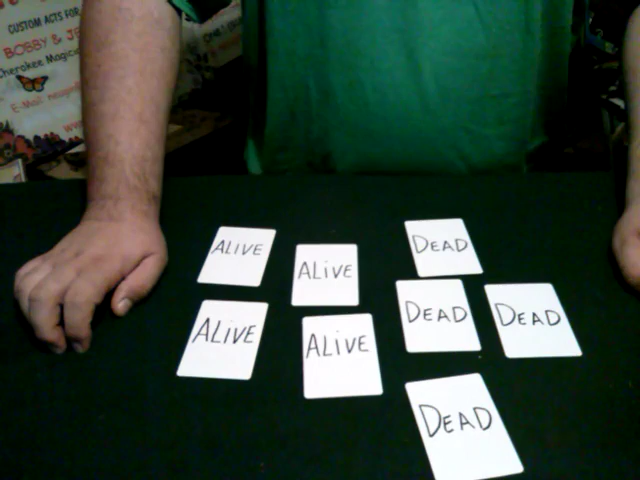 CUSTOM ACTS FOR
BOBBY &
Cherokee Magic
E-Mail:
ALIVE
ALIVE
DEAD
ALIVE
ALIVE
DEAD
DEAD
DEAD